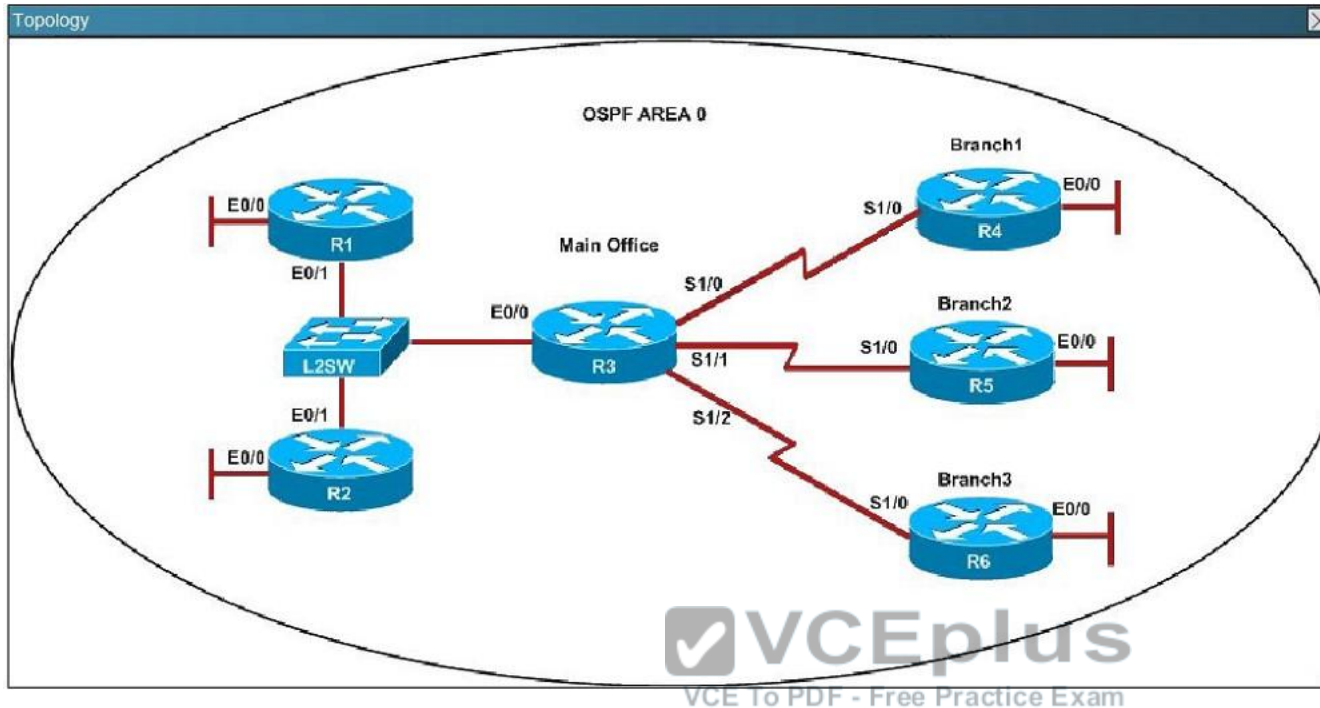 Topology
OSPF AREA 0
Branch1
E0/0
E0/0
S1/0
R1
R4
Main Office
E0/1
S1/0
Branch2
E0/0
E0/0
S1/0
L2SW
R3
S1/1
R5
E0/1
S1/2
E0/0
Branch3
R2
S1/0
E0/0
R6
VCEplus
VCE To PDF - Free Practice Exam